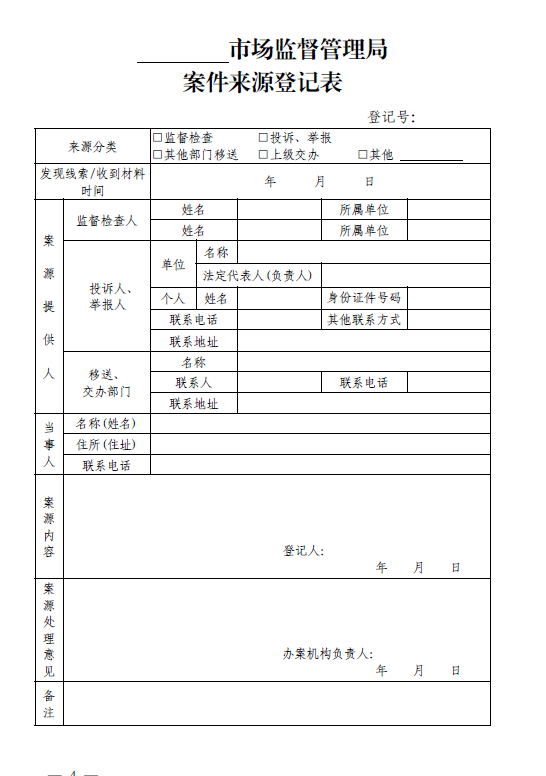 ________市场监督管理局
案件来源登记表
登记号：
来源分类
□监督检查 □投诉、举报
□其他部门移送 □上级交办 □其他 ________
发现线索/收到材料
时间
年 月 日
案源提供人
监督检查人
姓名 所属单位
姓名 所属单位
投诉人、
举报人
单位
名称
法定代表人(负责人)
个人 姓名 身份证件号码
联系电话 其他联系方式
联系地址
移送、
交办部门
名称
联系人 联系电话
联系地址
当事人
名称(姓名)
住所(住址)
联系电话
案源内容
登记人：
年 月 日
案源处理意见
办案机构负责人：
年 月 日
备注
— 4 —